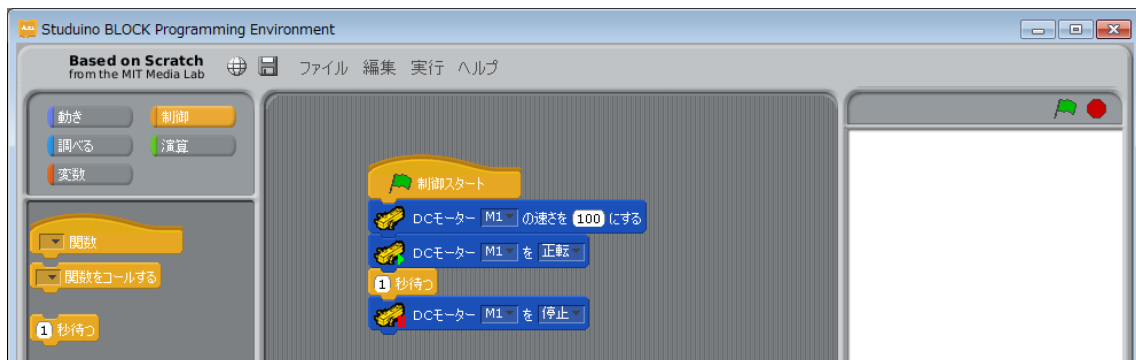 Studuino BLOCK Programming Environment
Based on Scratch
from the MIT Media Lab
ファイル 編集 実行 ヘルプ
動き 制御
調べる 演算
変数
関数
関数をコールする
1 秒待つ
制御スタート
DCモーター M1 の速さを 100 にする
DCモーター M1 を 正転
1 秒待つ
DCモーター M1 を 停止